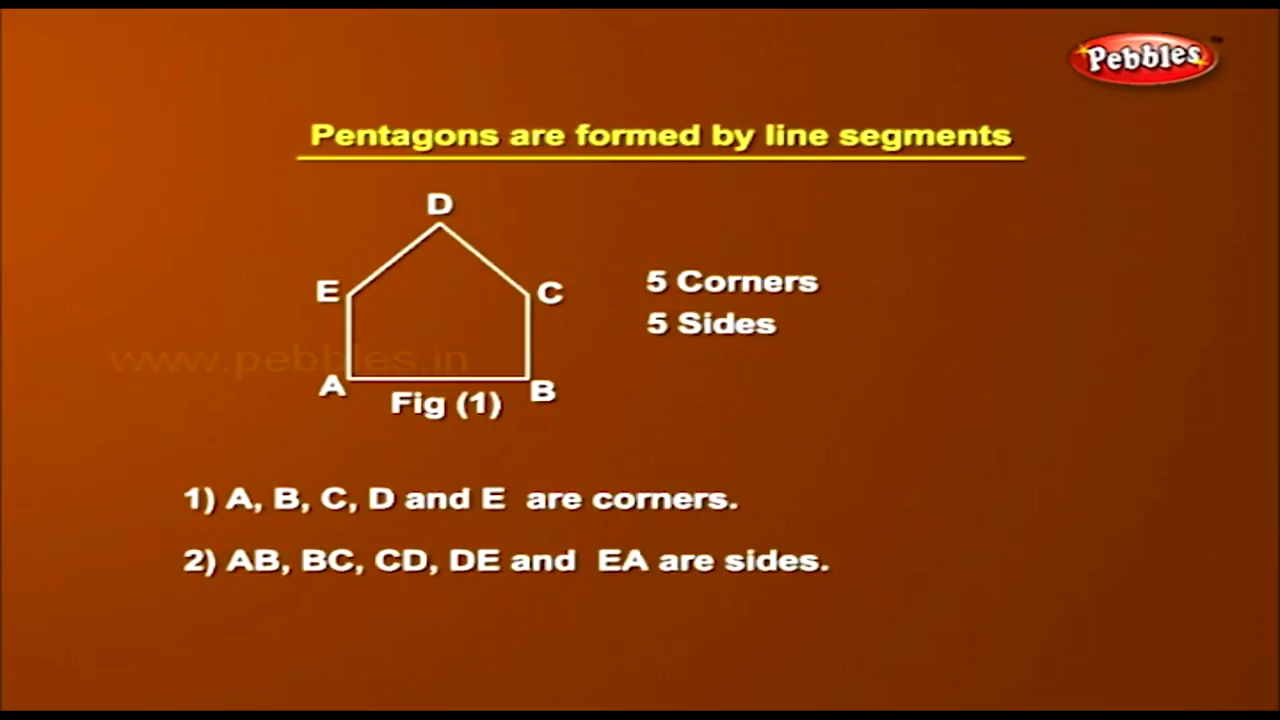 Pebbles
Pentagons are formed by line segments
D
E
C
5 Corners
5 Sides
www.pebbles.in
A
B
Fig (1)
1) A, B, C, D and E are corners.
2) AB, BC, CD, DE and EA are sides.